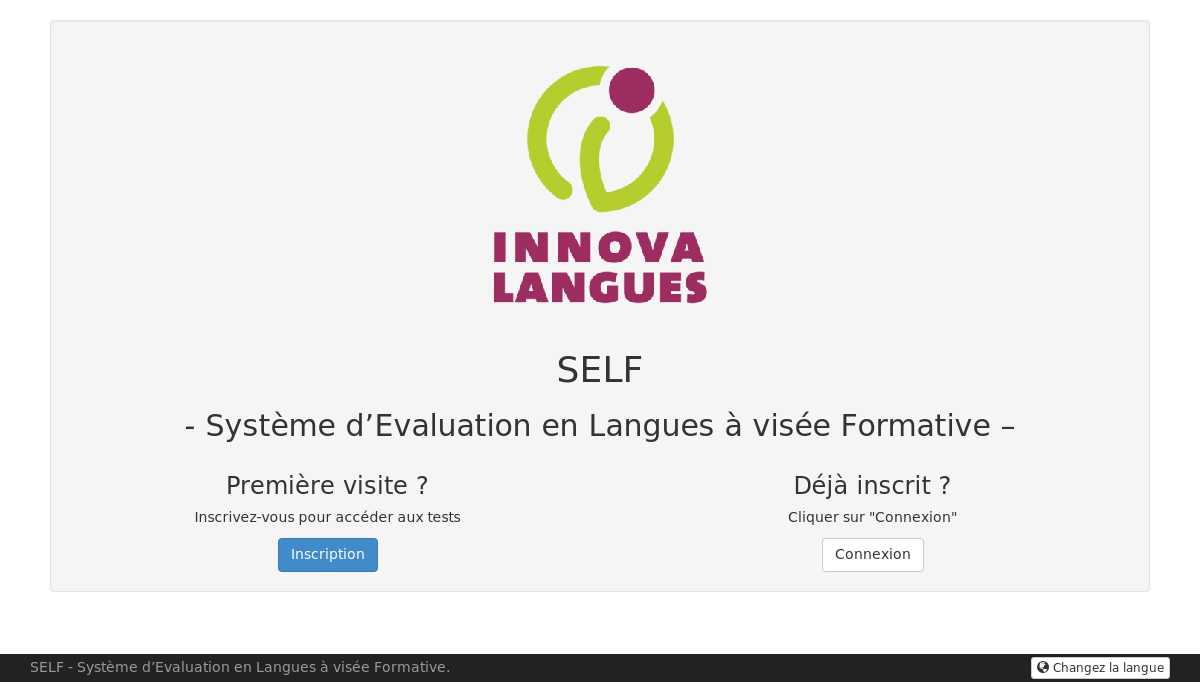 INNOVA
LANGUES
SELF
- Système d’Evaluation en Langues à visée Formative –
Première visite ?
Inscrivez-vous pour accéder aux tests
Inscription
Déjà inscrit ?
Cliquer sur "Connexion"
Connexion
SELF - Système d’Evaluation en Langues à visée Formative.
Changez la langue